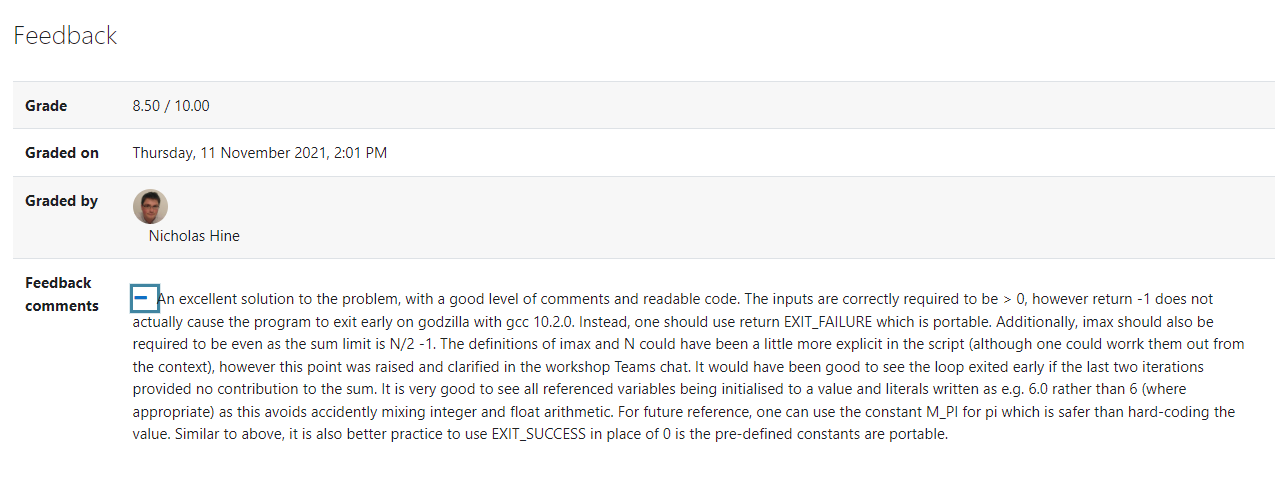 Feedback
Grade 8.50 / 10.00
Graded on Thursday, 11 November 2021, 2:01 PM
Graded by
Nicholas Hine
Feedback comments
An excellent solution to the problem, with a good level of comments and readable code. The inputs are correctly required to be > 0, however return -1 does not
actually cause the program to exit early on godzilla with gcc 10.2.0. Instead, one should use return EXIT_FAILURE which is portable. Additionally, imax should also be
required to be even as the sum limit is N/2 -1. The definitions of imax and N could have been a little more explicit in the script (although one could worrk them out from
the context), however this point was raised and clarified in the workshop Teams chat. It would have been good to see the loop exited early if the last two iterations
provided no contribution to the sum. It is very good to see all referenced variables being initialised to a value and literals written as e.g. 6.0 rather than 6 (where
appropriate) as this avoids accidently mixing integer and float arithmetic. For future reference, one can use the constant M_PI for pi which is safer than hard-coding the
value. Similar to above, it is also better practice to use EXIT_SUCCESS in place of 0 is the pre-defined constants are portable.